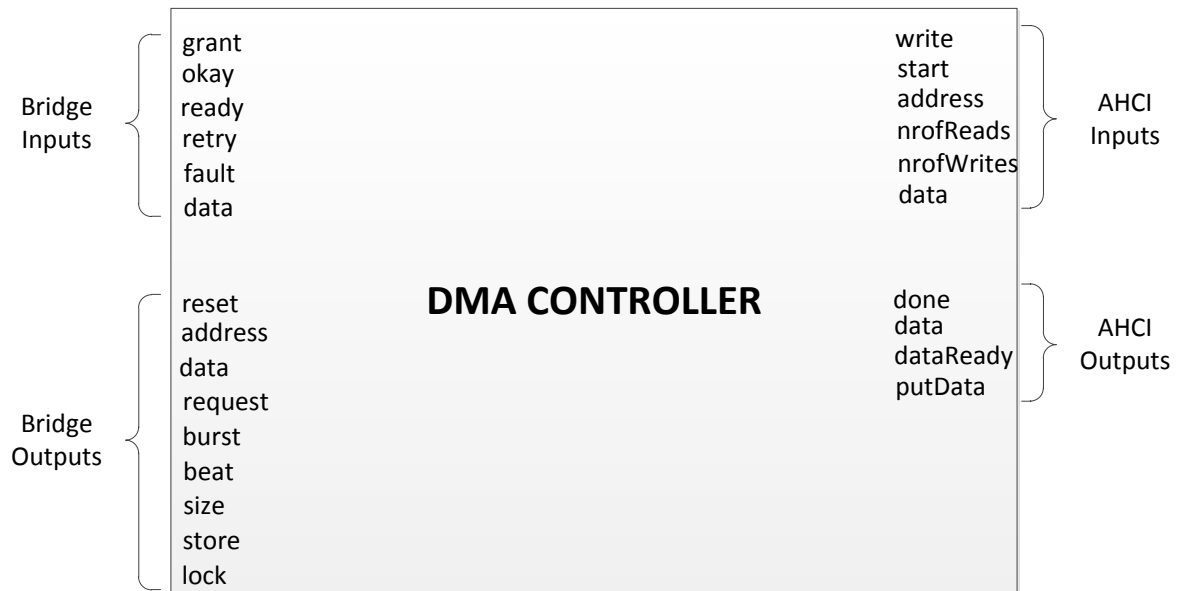 Bridge
Inputs
grant
okay
ready
retry
fault
data
write
start
address
nrofReads
nrofWrites
data
AHCI
Inputs
DMA CONTROLLER
Bridge
Outputs
reset
address
data
request
burst
beat
size
store
lock
done
data
dataReady
putData
AHCI
Outputs